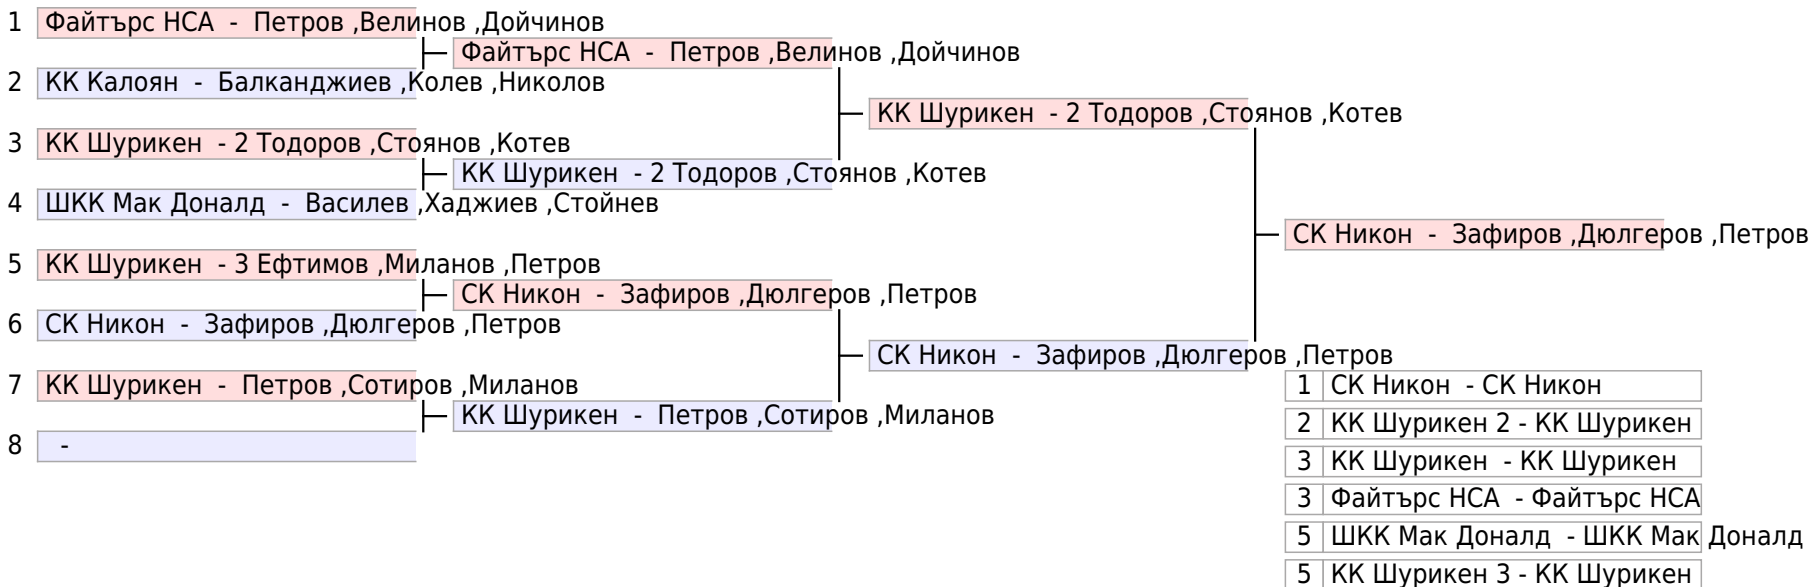 1 Файтърс НСА - Петров ,Велинов ,Дойчинов
Файтърс НСА - Петров ,Велинов ,Дойчинов
2 КК Калоян - Балканджиев ,Колев ,Николов
КК Шурикен - 2 Тодоров ,Стоянов ,Котев
3 КК Шурикен - 2 Тодоров ,Стоянов ,Котев
КК Шурикен - 2 Тодоров ,Стоянов ,Котев
4 ШКК Мак Доналд - Василев ,Хаджиев ,Стойнев
СК Никон - Зафиров ,Дюлгеров ,Петров
5 КК Шурикен - 3 Ефтимов ,Миланов ,Петров
СК Никон - Зафиров ,Дюлгеров ,Петров
6 СК Никон - Зафиров ,Дюлгеров ,Петров
СК Никон - Зафиров ,Дюлгеров ,Петров
7 КК Шурикен - Петров ,Сотиров ,Миланов
КК Шурикен - Петров ,Сотиров ,Миланов
8 -
1 СК Никон - СК Никон
2 КК Шурикен 2 - КК Шурикен
3 КК Шурикен - КК Шурикен
3 Файтърс НСА - Файтърс НСА
5 ШКК Мак Доналд - ШКК Мак Доналд
5 КК Шурикен 3 - КК Шурикен